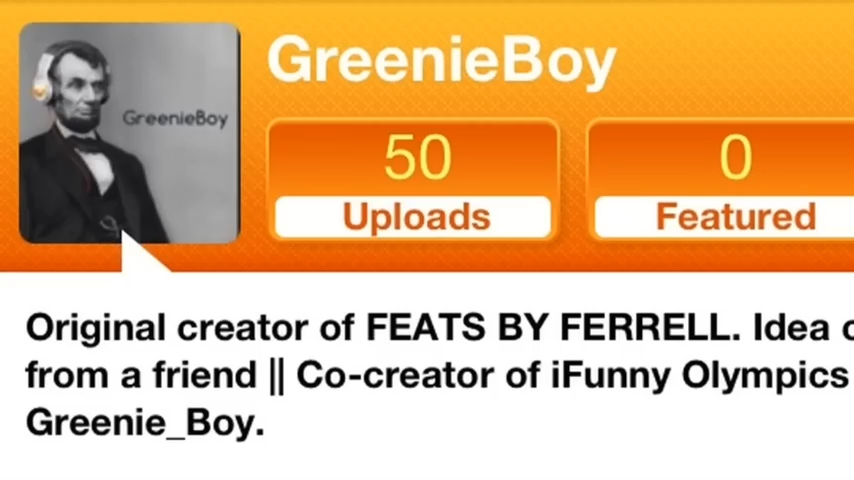 GreenieBoy
GreenieBoy
50
Uploads
0
Featured
Original creator of FEATS BY FERRELL. Idea
from a friend || Co-creator of iFunny Olympics
Greenie_Boy.